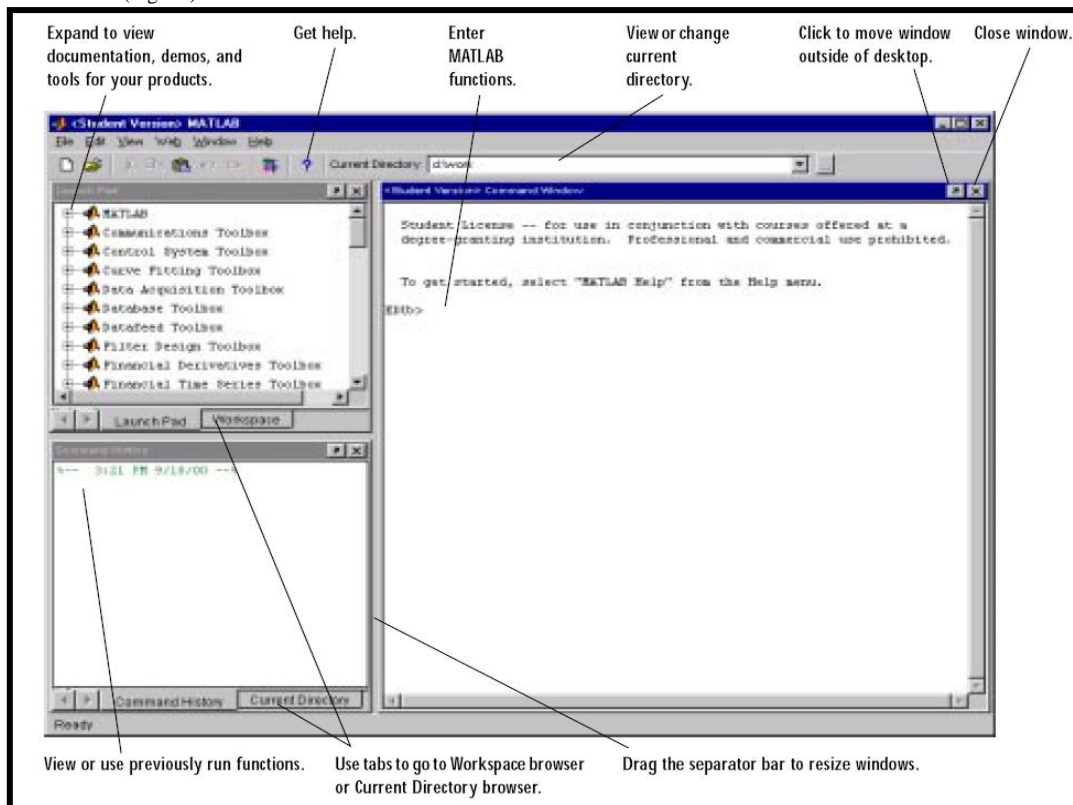 Expand to view
documentation, demos, and
tools for your products.
Get help.
Enter
MATLAB
functions.
View or change
current
directory.
Click to move window
outside of desktop.
Close window.
<Student Version> MATLAB
File Edit View Web Window Help
Current Directory: d:\work
Launch Pad
MATLAB
Communications Toolbox
Control System Toolbox
Curve Fitting Toolbox
Data Acquisition Toolbox
Database Toolbox
Datafeed Toolbox
Filter Design Toolbox
Financial Derivatives Toolbox
Financial Time Series Toolbox
Launch Pad Workspace
Command History
%-- 3:21 PM 9/18/00 --%
Command History Current Directory
Ready
<Student Version> Command Window
Student License -- for use in conjunction with courses offered at a
degree-granting institution. Professional and commercial use prohibited.
To get started, select "MATLAB Help" from the Help menu.
EDU>
View or use previously run functions.
Use tabs to go to Workspace browser
or Current Directory browser.
Drag the separator bar to resize windows.